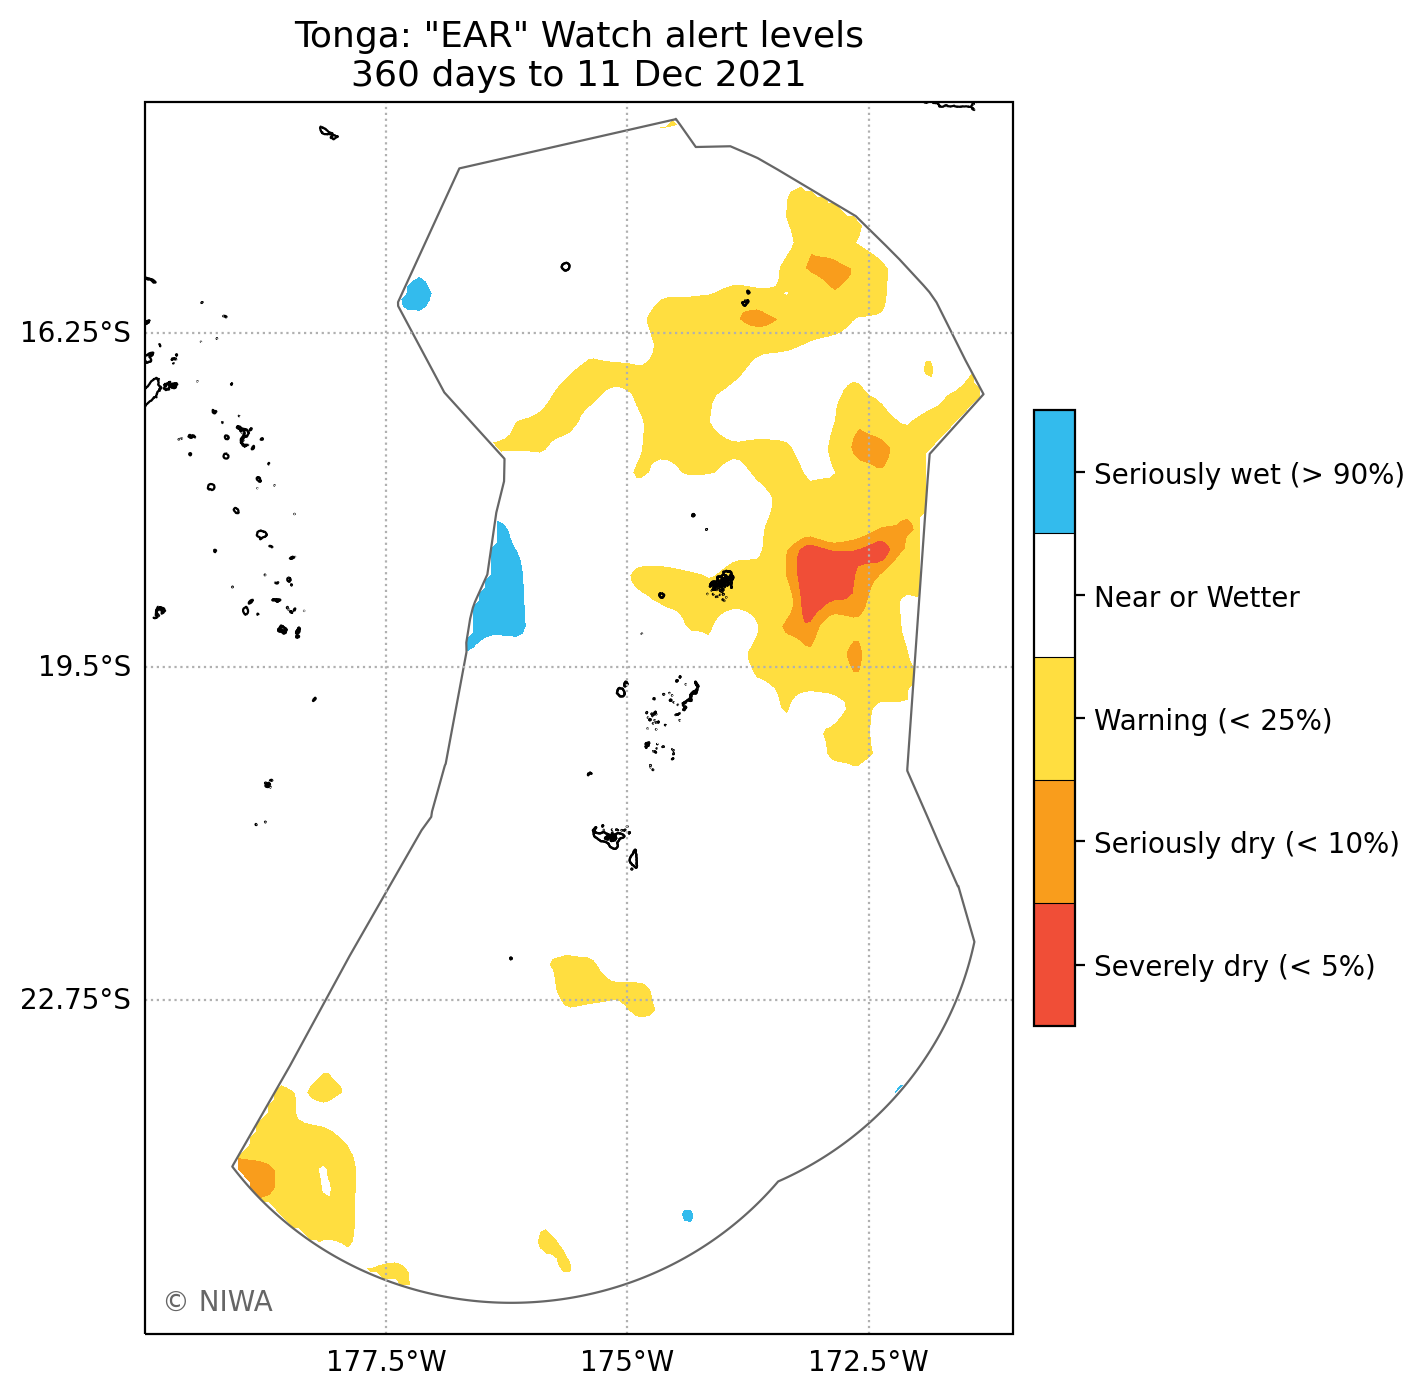 Tonga: "EAR" Watch alert levels
360 days to 11 Dec 2021
16.25°S
19.5°S
22.75°S
177.5°W
175°W
172.5°W
Seriously wet (> 90%)
Near or Wetter
Warning (< 25%)
Seriously dry (< 10%)
Severely dry (< 5%)
© NIWA